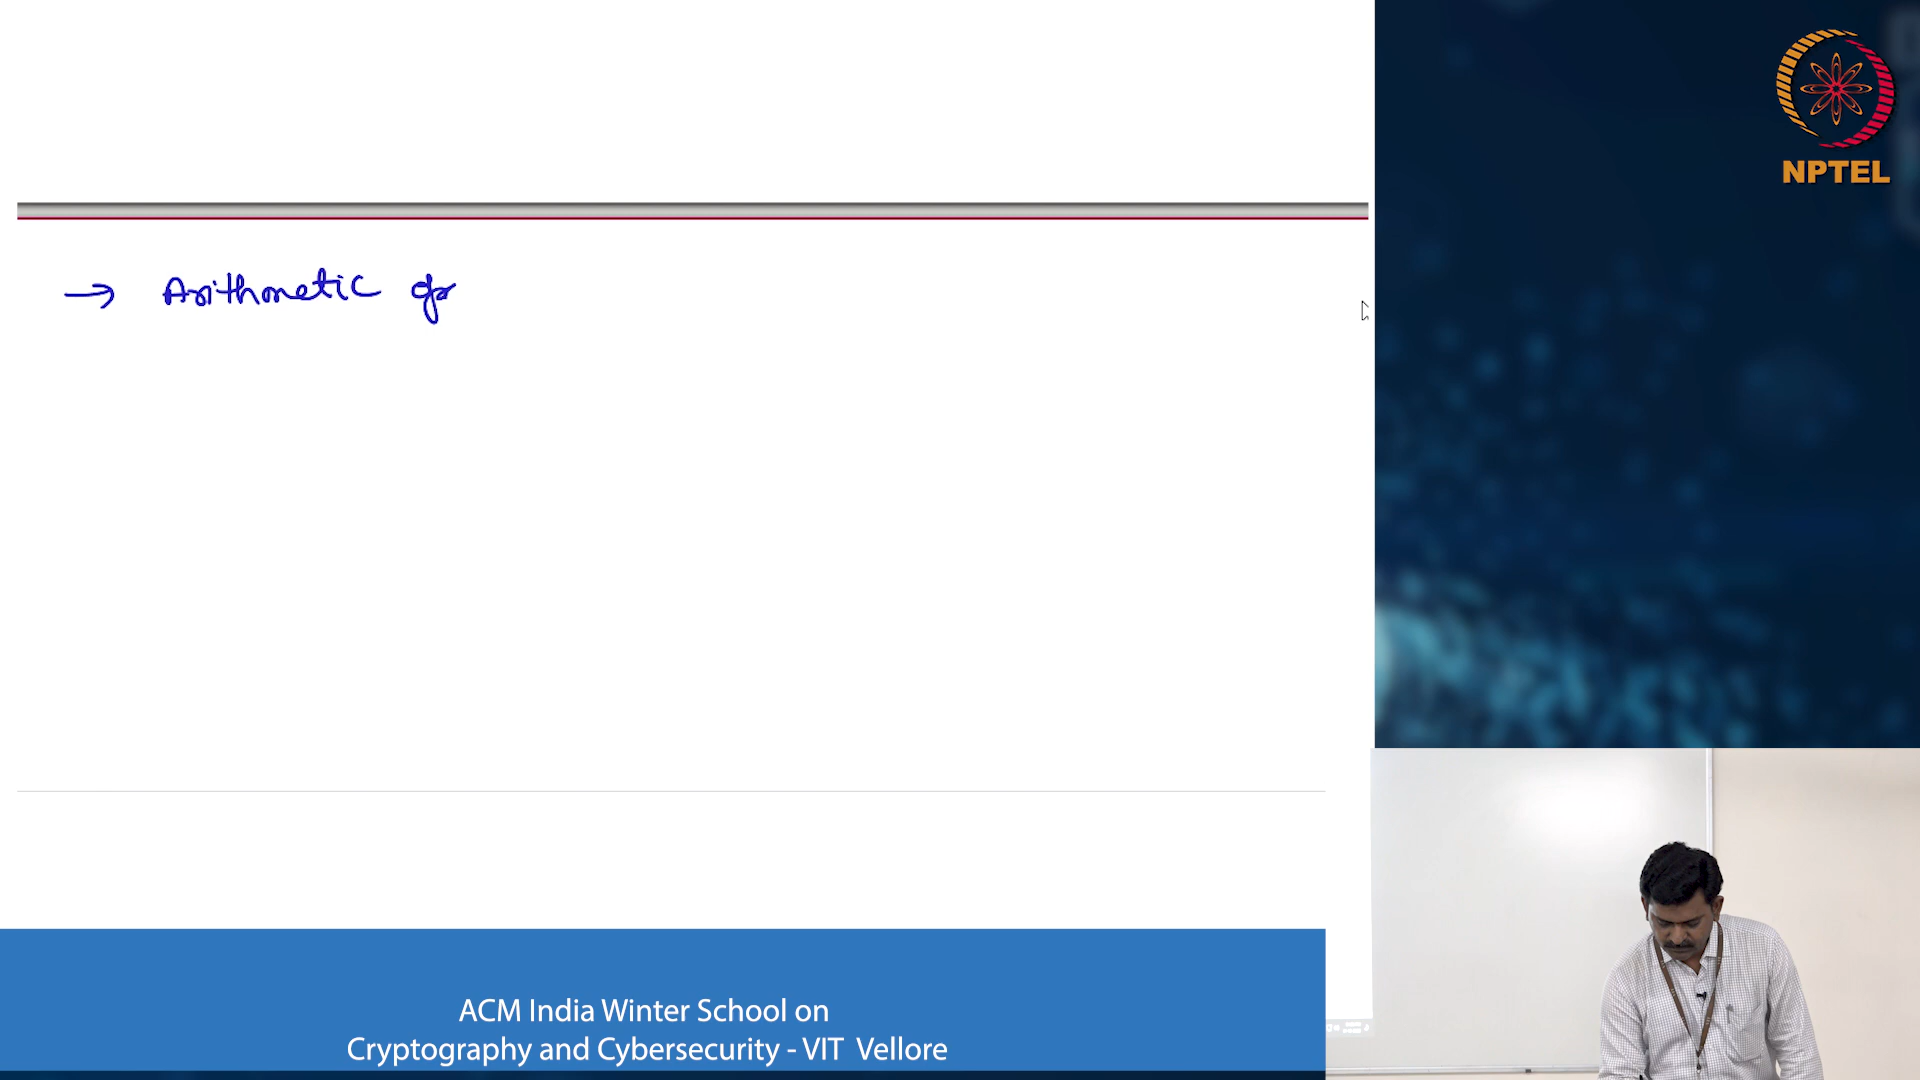 NPTEL
→ Arithmetic
ACM India Winter School on
Cryptography and Cybersecurity - VIT Vellore